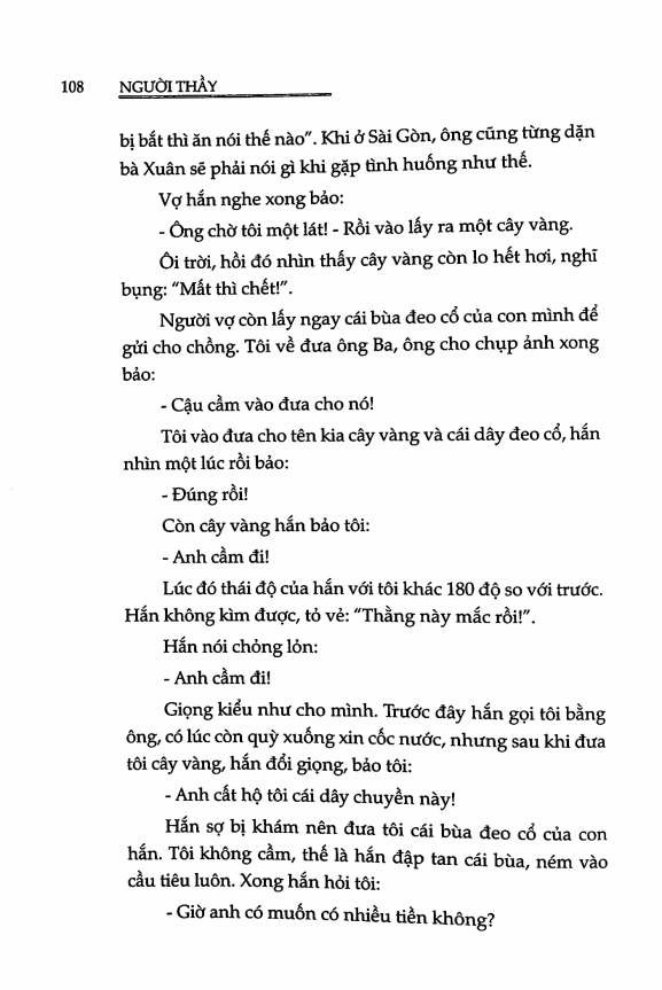 108 NGƯỜI THẦY
bị bắt thì ăn nói thế nào". Khi ở Sài Gòn, ông cũng từng dặn
bà Xuân sẽ phải nói gì khi gặp tình huống như thế.
Vợ hắn nghe xong bảo:
- Ông chờ tôi một lát! - Rồi vào lấy ra một cây vàng.
Ôi trời, hồi đó nhìn thấy cây vàng còn lo hết hơi, nghĩ
bụng: "Mất thì chết!".
Người vợ còn lấy ngay cái bùa đeo cổ của con mình để
gửi cho chồng. Tôi về đưa ông Ba, ông cho chụp ảnh xong
bảo:
- Cậu cầm vào đưa cho nó!
Tôi vào đưa cho tên kia cây vàng và cái dây đeo cổ, hắn
nhìn một lúc rồi bảo:
- Đúng rồi!
Còn cây vàng hắn bảo tôi:
- Anh cầm đi!
Lúc đó thái độ của hắn với tôi khác 180 độ so với trước.
Hắn không kìm được, tỏ vẻ: "Thằng này mắc rồi!".
Hắn nói chỏng lỏn:
- Anh cầm đi!
Giọng kiểu như cho mình. Trước đây hắn gọi tôi bằng
ông, có lúc còn quỳ xuống xin cốc nước, nhưng sau khi đưa
tôi cây vàng, hắn đổi giọng, bảo tôi:
- Anh cất hộ tôi cái dây chuyền này!
Hắn sợ bị khám nên đưa tôi cái bùa đeo cổ của con
hắn. Tôi không cầm, thế là hắn đập tan cái bùa, ném vào
cầu tiêu luôn. Xong hắn hỏi tôi:
- Giờ anh có muốn có nhiều tiền không?